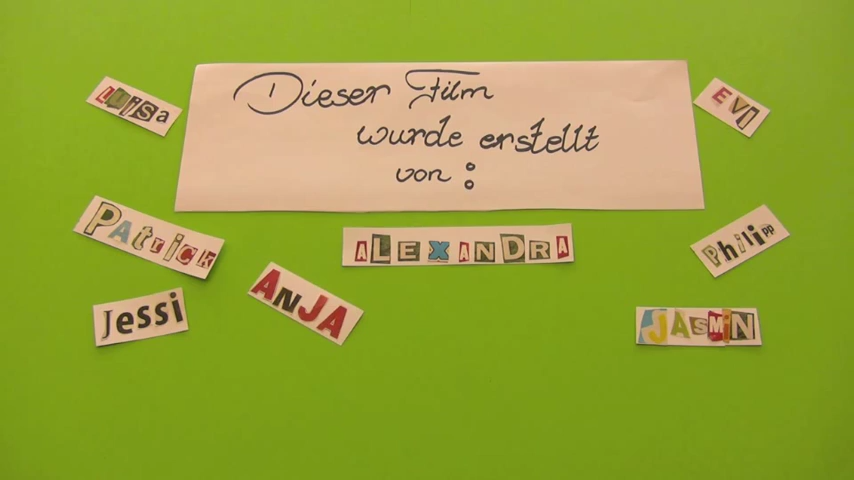 Dieser Film
wurde erstellt
von:
LUISa
EVI
PATrICK
ALEXANDRA
Philipp
Jessi
ANJA
JASMiN